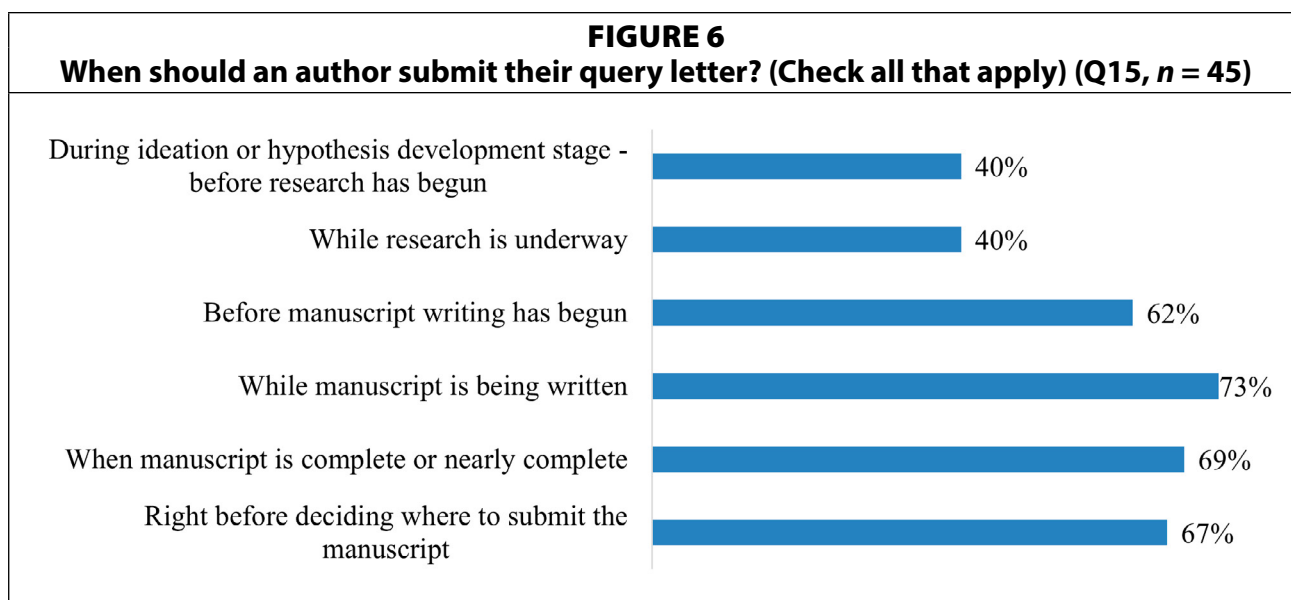 FIGURE 6
When should an author submit their query letter? (Check all that apply) (Q15, n = 45)
During ideation or hypothesis development stage -
before research has begun
40%
While research is underway
40%
Before manuscript writing has begun
62%
While manuscript is being written
73%
When manuscript is complete or nearly complete
69%
Right before deciding where to submit the
manuscript
67%